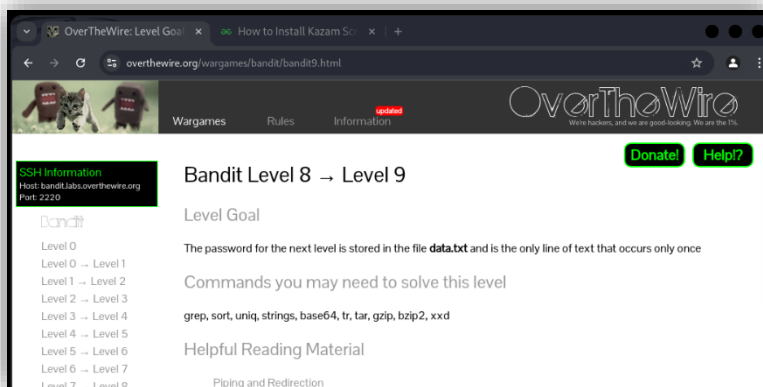 OverTheWire: Level Goal
How to Install Kazam Scr
overthewire.org/wargames/bandit/bandit9.html
Wargames
Rules
Information
updated
OverTheWire
We're hackers, and we are good-looking. We are the 1%.
Donate!
Help!?
SSH Information
Host: bandit.labs.overthewire.org
Port: 2220
Bandit
Level 0
Level 0 → Level 1
Level 1 → Level 2
Level 2 → Level 3
Level 3 → Level 4
Level 4 → Level 5
Level 5 → Level 6
Level 6 → Level 7
Level 7 → Level 8
Bandit Level 8 → Level 9
Level Goal
The password for the next level is stored in the file data.txt and is the only line of text that occurs only once
Commands you may need to solve this level
grep, sort, uniq, strings, base64, tr, tar, gzip, bzip2, xxd
Helpful Reading Material
Piping and Redirection